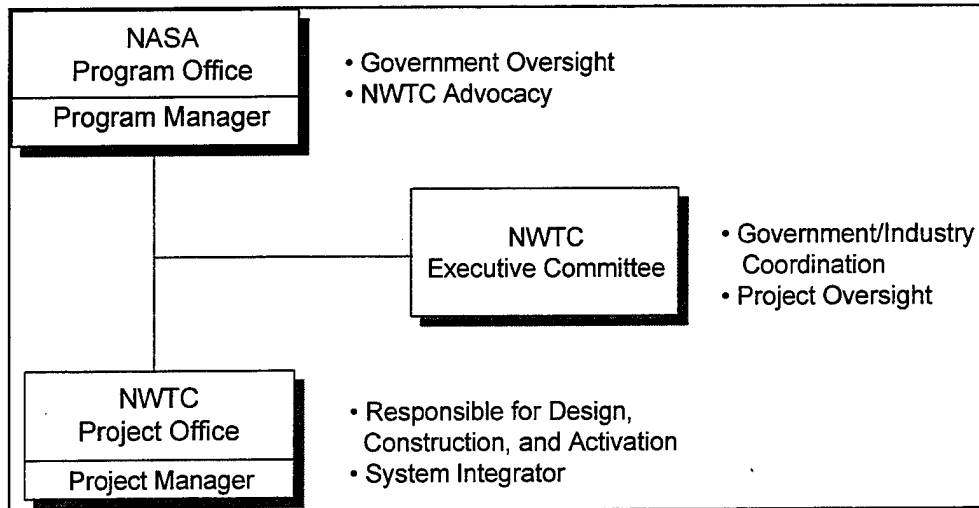 NASA
Program Office
Program Manager
• Government Oversight
• NWTC Advocacy
NWTC
Executive Committee
• Government/Industry
Coordination
• Project Oversight
NWTC
Project Office
Project Manager
• Responsible for Design,
Construction, and Activation
• System Integrator